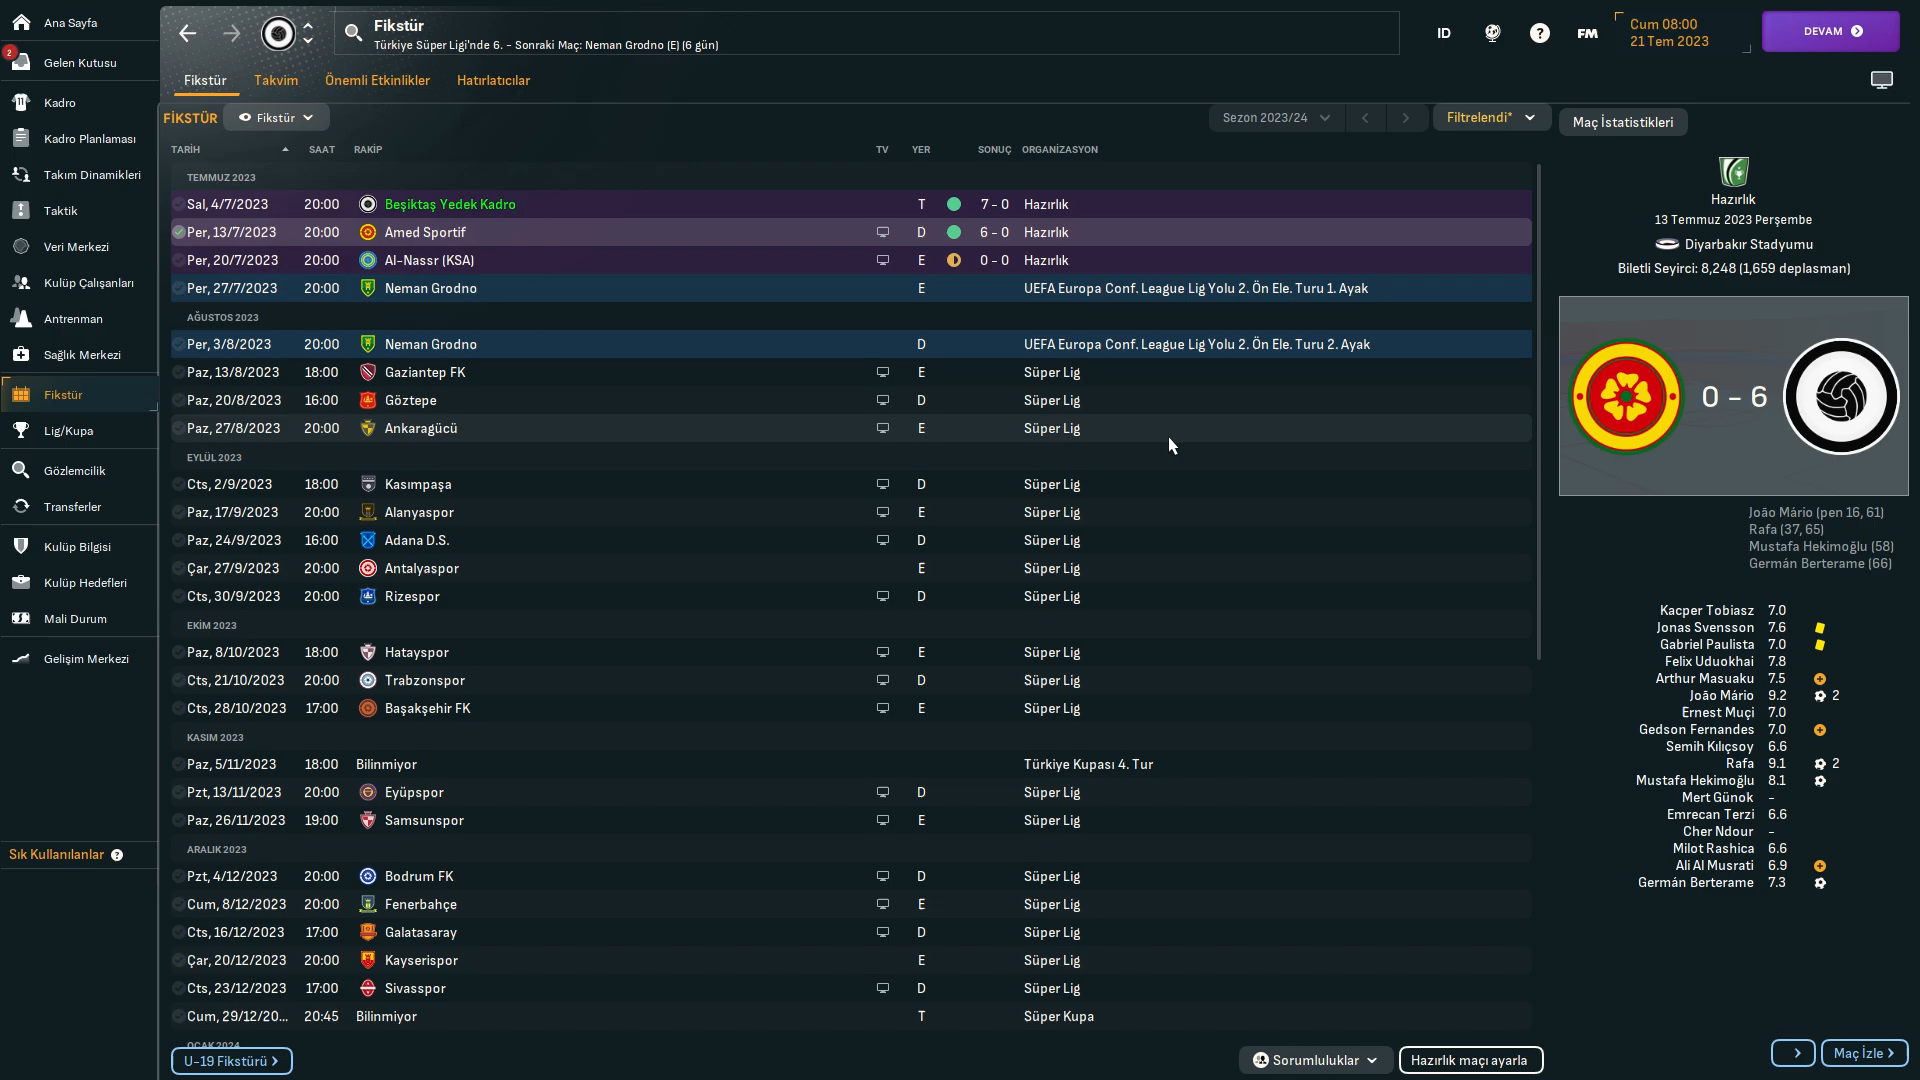 Ana Sayfa
2
Gelen Kutusu
Kadro
Kadro Planlaması
Takım Dinamikleri
Taktik
Veri Merkezi
Kulüp Çalışanları
Antrenman
Sağlık Merkezi
Fikstür
Lig/Kupa
Gözlemcilik
Transferler
Kulüp Bilgisi
Kulüp Hedefleri
Mali Durum
Gelişim Merkezi
Sık Kullanılanlar ?
Fikstür
Türkiye Süper Ligi'nde 6. - Sonraki Maç: Neman Grodno (E) (6 gün)
ID ? FM
Cum 08:00
21 Tem 2023
DEVAM
Fikstür Takvim Önemli Etkinlikler Hatırlatıcılar
FİKSTÜR Fikstür Sezon 2023/24 Filtrelendi*
TARİH SAAT RAKİP TV YER SONUÇ ORGANİZASYON
TEMMUZ 2023
Sal, 4/7/2023 20:00 Beşiktaş Yedek Kadro T 7 - 0 Hazırlık
Per, 13/7/2023 20:00 Amed Sportif D 6 - 0 Hazırlık
Per, 20/7/2023 20:00 Al-Nassr (KSA) E 0 - 0 Hazırlık
Per, 27/7/2023 20:00 Neman Grodno E UEFA Europa Conf. League Lig Yolu 2. Ön Ele. Turu 1. Ayak
AĞUSTOS 2023
Per, 3/8/2023 20:00 Neman Grodno D UEFA Europa Conf. League Lig Yolu 2. Ön Ele. Turu 2. Ayak
Paz, 13/8/2023 18:00 Gaziantep FK E Süper Lig
Paz, 20/8/2023 16:00 Göztepe D Süper Lig
Paz, 27/8/2023 20:00 Ankaragücü E Süper Lig
EYLÜL 2023
Cts, 2/9/2023 18:00 Kasımpaşa D Süper Lig
Paz, 17/9/2023 20:00 Alanyaspor E Süper Lig
Paz, 24/9/2023 16:00 Adana D.S. D Süper Lig
Çar, 27/9/2023 20:00 Antalyaspor E Süper Lig
Cts, 30/9/2023 20:00 Rizespor D Süper Lig
EKİM 2023
Paz, 8/10/2023 18:00 Hatayspor E Süper Lig
Cts, 21/10/2023 20:00 Trabzonspor D Süper Lig
Cts, 28/10/2023 17:00 Başakşehir FK E Süper Lig
KASIM 2023
Paz, 5/11/2023 18:00 Bilinmiyor Türkiye Kupası 4. Tur
Pzt, 13/11/2023 20:00 Eyüpspor D Süper Lig
Paz, 26/11/2023 19:00 Samsunspor E Süper Lig
ARALIK 2023
Pzt, 4/12/2023 20:00 Bodrum FK D Süper Lig
Cum, 8/12/2023 20:00 Fenerbahçe E Süper Lig
Cts, 16/12/2023 17:00 Galatasaray D Süper Lig
Çar, 20/12/2023 20:00 Kayserispor E Süper Lig
Cts, 23/12/2023 17:00 Sivasspor D Süper Lig
Cum, 29/12/20... 20:45 Bilinmiyor T Süper Kupa
OCAK 2024
U-19 Fikstürü
Sorumluluklar
Hazırlık maçı ayarla
Maç İstatistikleri
Hazırlık
13 Temmuz 2023 Perşembe
Diyarbakır Stadyumu
Biletli Seyirci: 8,248 (1,659 deplasman)
0 - 6
João Mário (pen 16, 61)
Rafa (37, 65)
Mustafa Hekimoğlu (58)
Germán Berterame (66)
Kacper Tobiasz 7.0
Jonas Svensson 7.6
Gabriel Paulista 7.0
Felix Uduokhai 7.8
Arthur Masuaku 7.5
João Mário 9.2 2
Ernest Muçi 7.0
Gedson Fernandes 7.0
Semih Kılıçsoy 6.6
Rafa 9.1 2
Mustafa Hekimoğlu 8.1
Mert Günok -
Emrecan Terzi 6.6
Cher Ndour -
Milot Rashica 6.6
Ali Al Musrati 6.9
Germán Berterame 7.3
Maç İzle